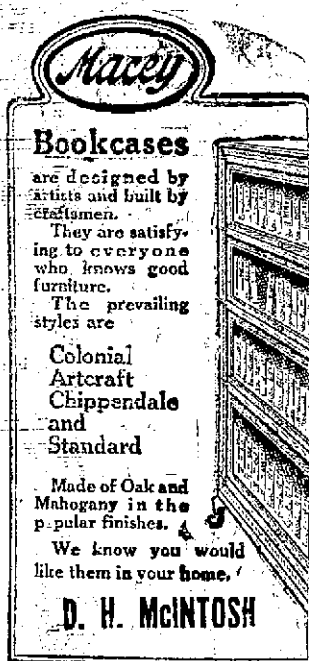 Macey
Bookcases
are designed by
artists and built by
craftsmen.
They are satisfy-
ing to everyone
who knows good
furniture.
The prevailing
styles are
Colonial
Artcraft
Chippendale
and
Standard
Made of Oak and
Mahogany in the
popular finishes.
We know you would
like them in your home.
D. H. McINTOSH